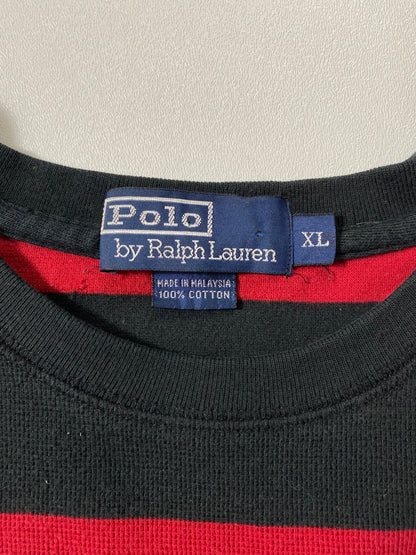 Polo
by Ralph Lauren
XL
MADE IN MALAYSIA
100% COTTON